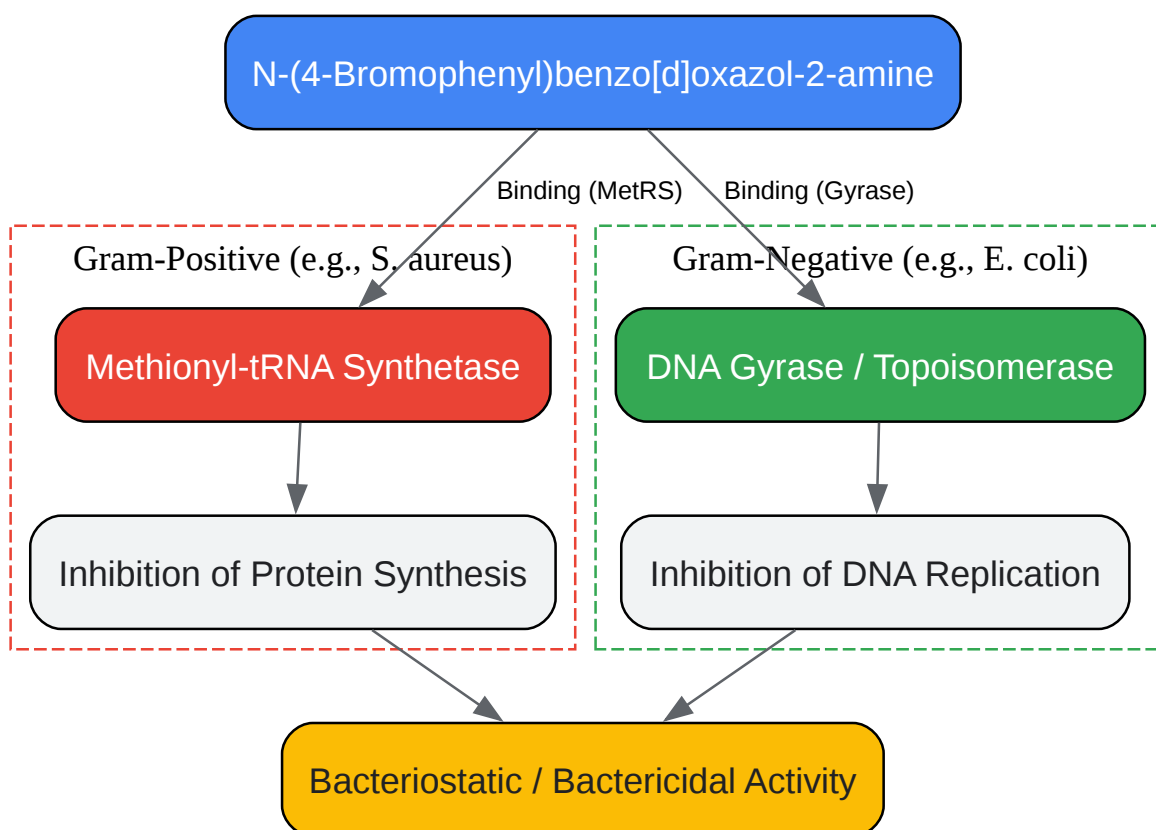 N-(4-Bromophenyl)benzo[d]oxazol-2-amine
Binding (MetRS)
Binding (Gyrase)
Gram-Positive (e.g., S. aureus)
Gram-Negative (e.g., E. coli)
Methionyl-tRNA Synthetase
DNA Gyrase / Topoisomerase
Inhibition of Protein Synthesis
Inhibition of DNA Replication
Bacteriostatic / Bactericidal Activity